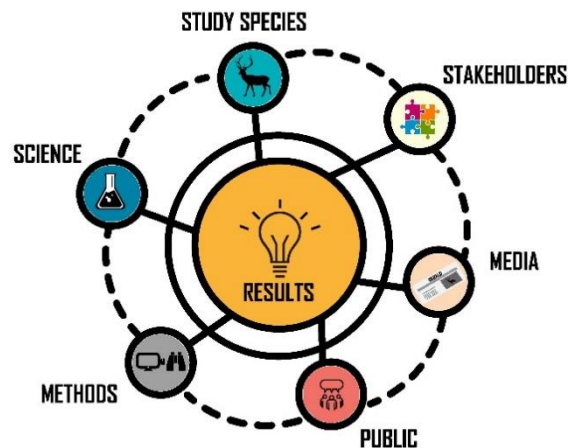 STUDY SPECIES
STAKEHOLDERS
SCIENCE
MEDIA
RESULTS
METHODS
PUBLIC